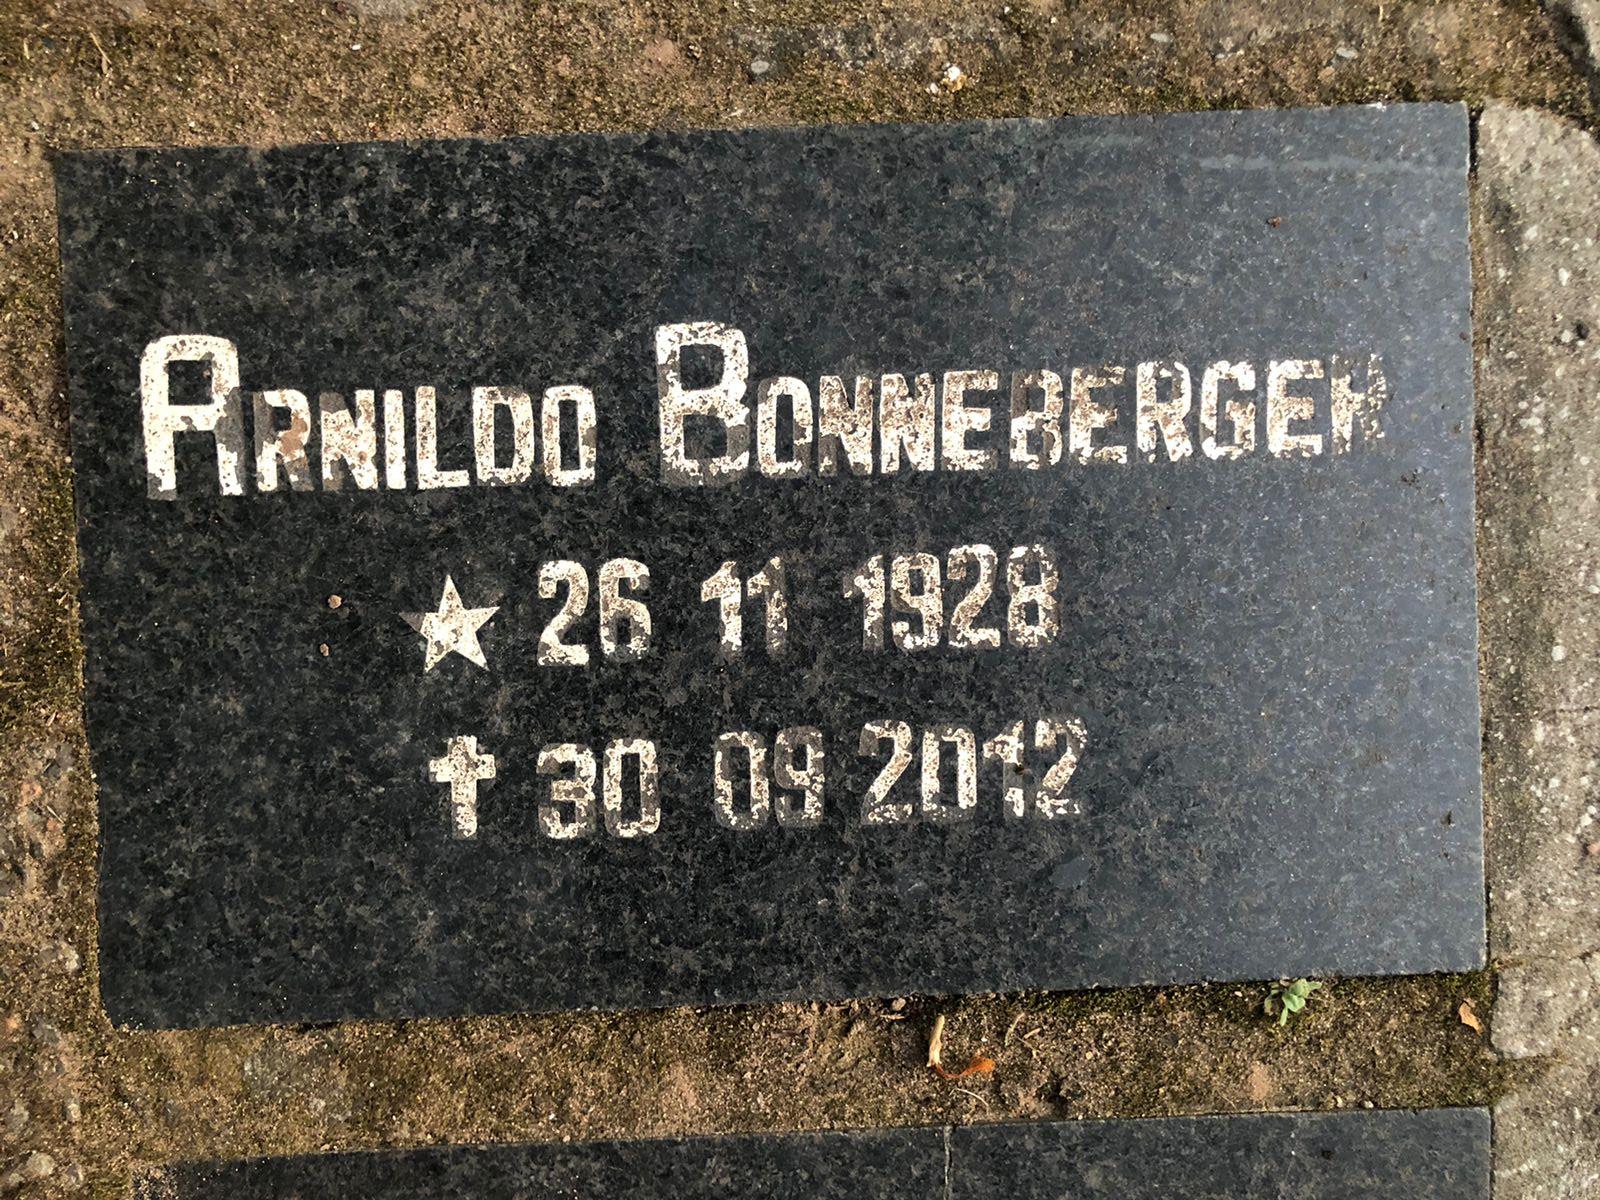 ARNILDO BONNEBERGER
★ 26 11 1928
✝ 30 09 2012